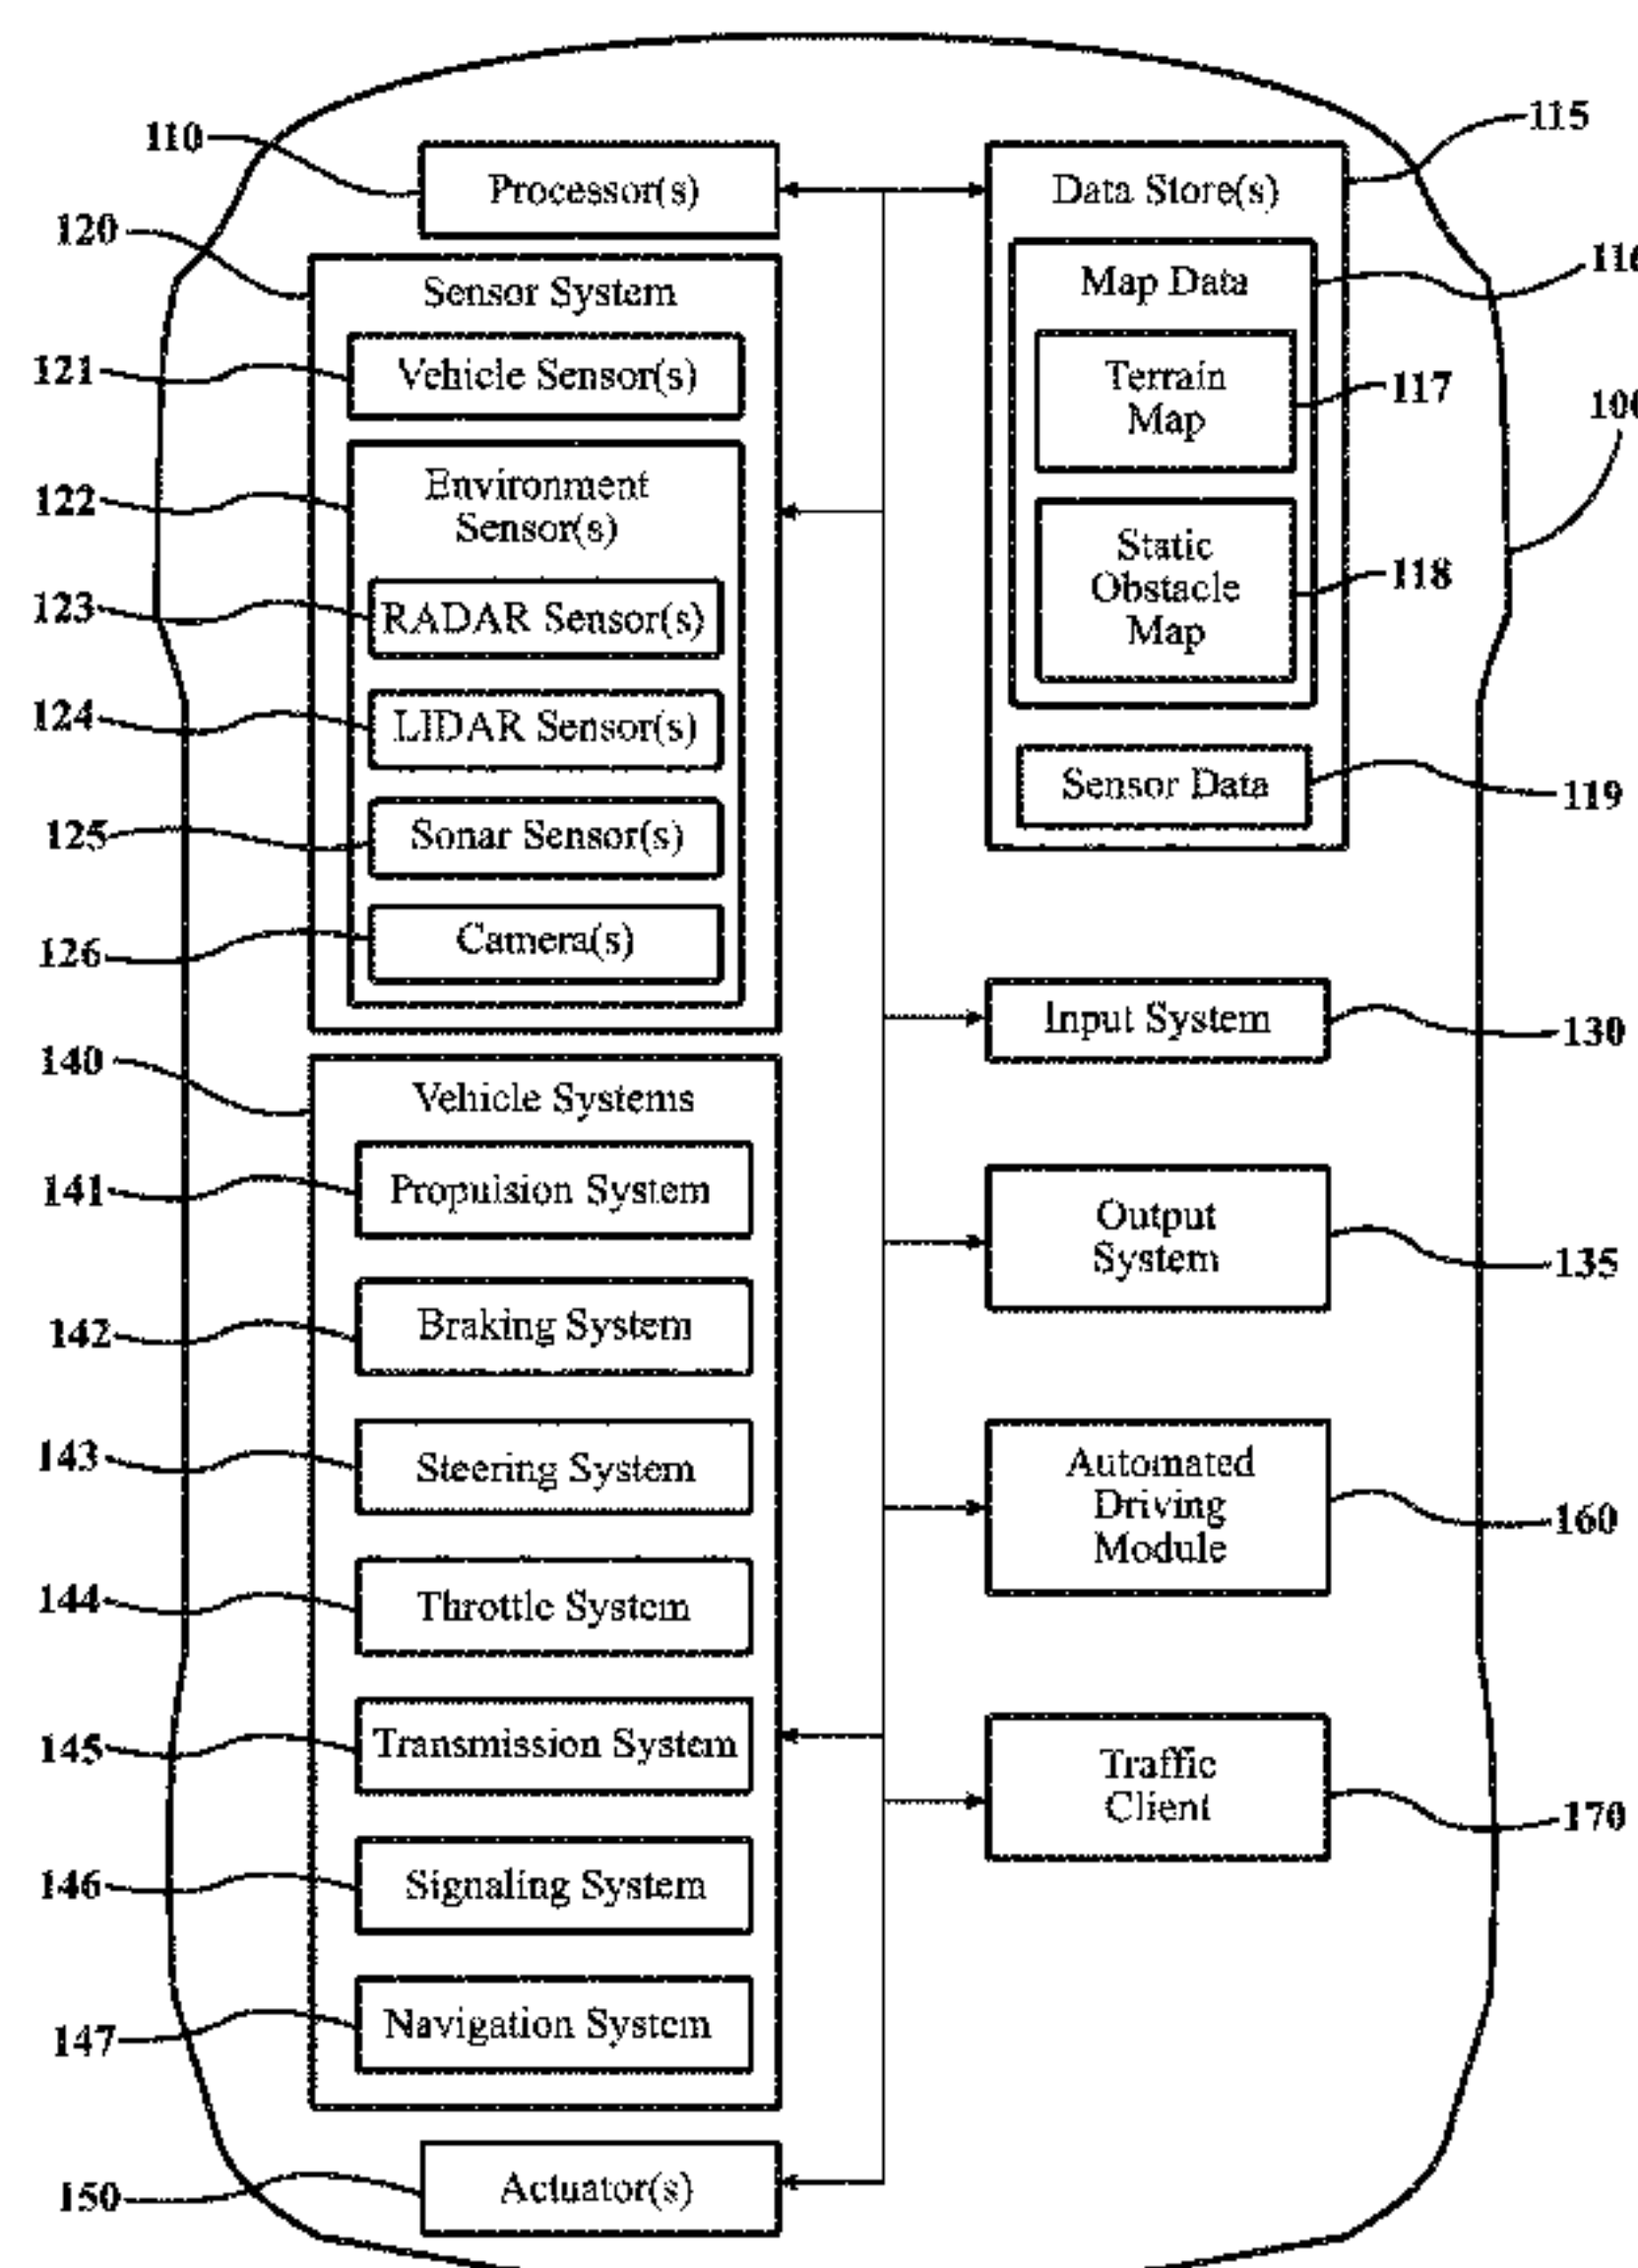 110
Processor(s)
120
Sensor System
121
Vehicle Sensor(s)
122
Environment
Sensor(s)
123
RADAR Sensor(s)
124
LIDAR Sensor(s)
125
Sonar Sensor(s)
126
Camera(s)
140
Vehicle Systems
141
Propulsion System
142
Braking System
143
Steering System
144
Throttle System
145
Transmission System
146
Signaling System
147
Navigation System
150
Actuator(s)
115
Data Store(s)
116
Map Data
Terrain
Map
117
100
Static
Obstacle
Map
118
Sensor Data
119
Input System
130
Output
System
135
Automated
Driving
Module
160
Traffic
Client
170